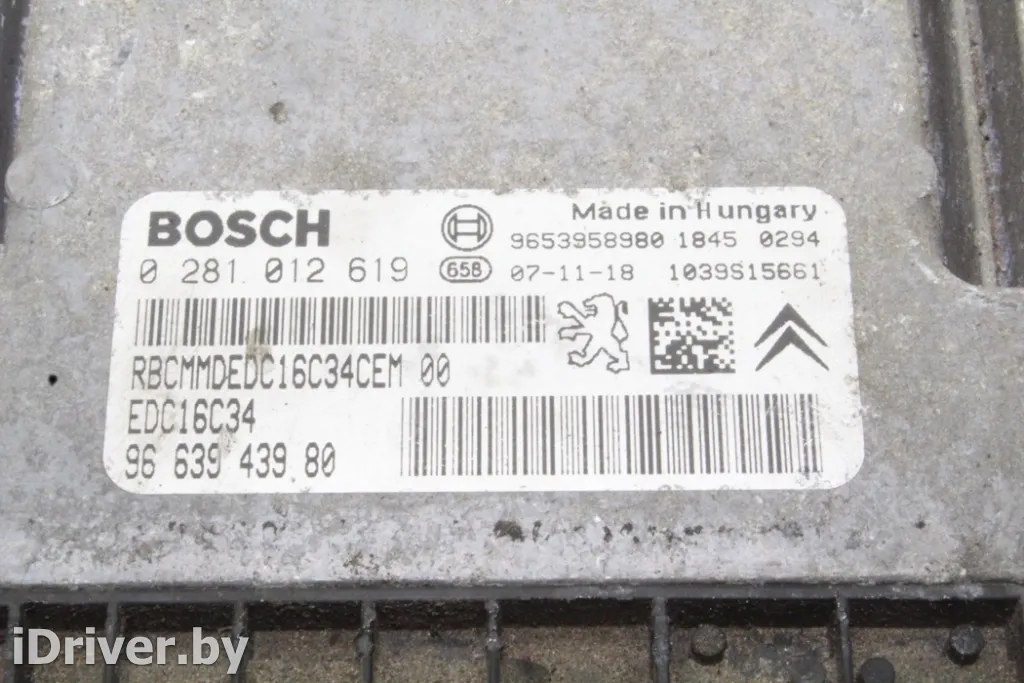 BOSCH
Made in Hungary
9653958980 1845 0294
0 281 012 619
658
07-11-18 1039S15661
RBCMMDEDC16C34CEM 00
EDC16C34
96 639 439 80
iDriver.by